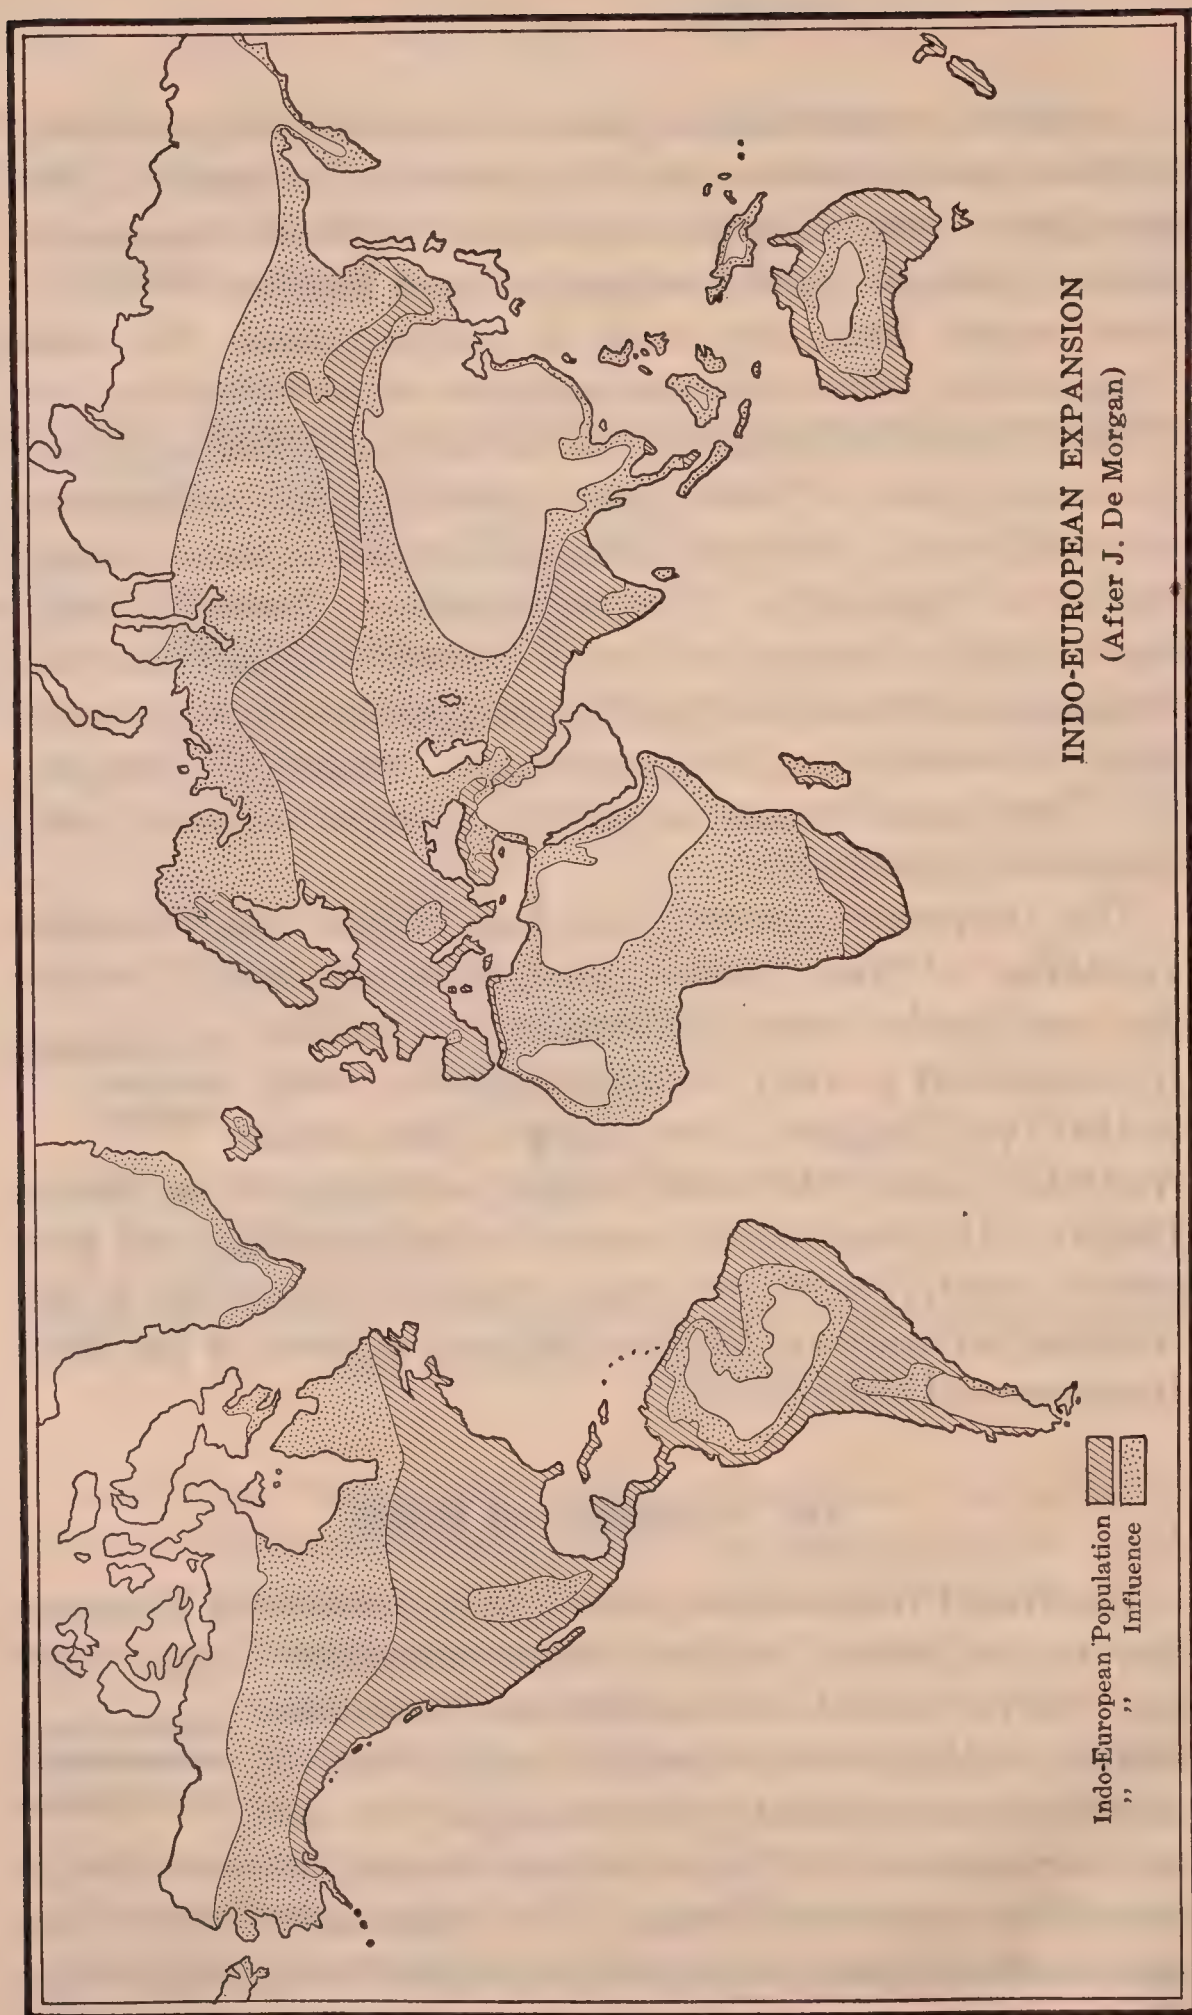 INDO-EUROPEAN EXPANSION
(After J. De Morgan)
Indo-European Population
,, ,, Influence